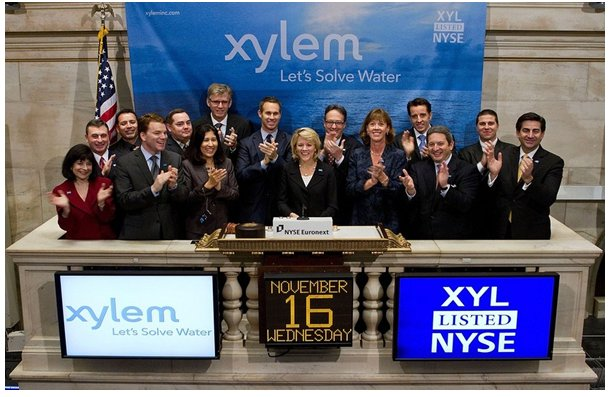 xyleminc.com
xylem
Let's Solve Water
XYL
LISTED
NYSE
NYSE Euronext
xylem
Let's Solve Water
NOVEMBER
16
WEDNESDAY
XYL
LISTED
NYSE